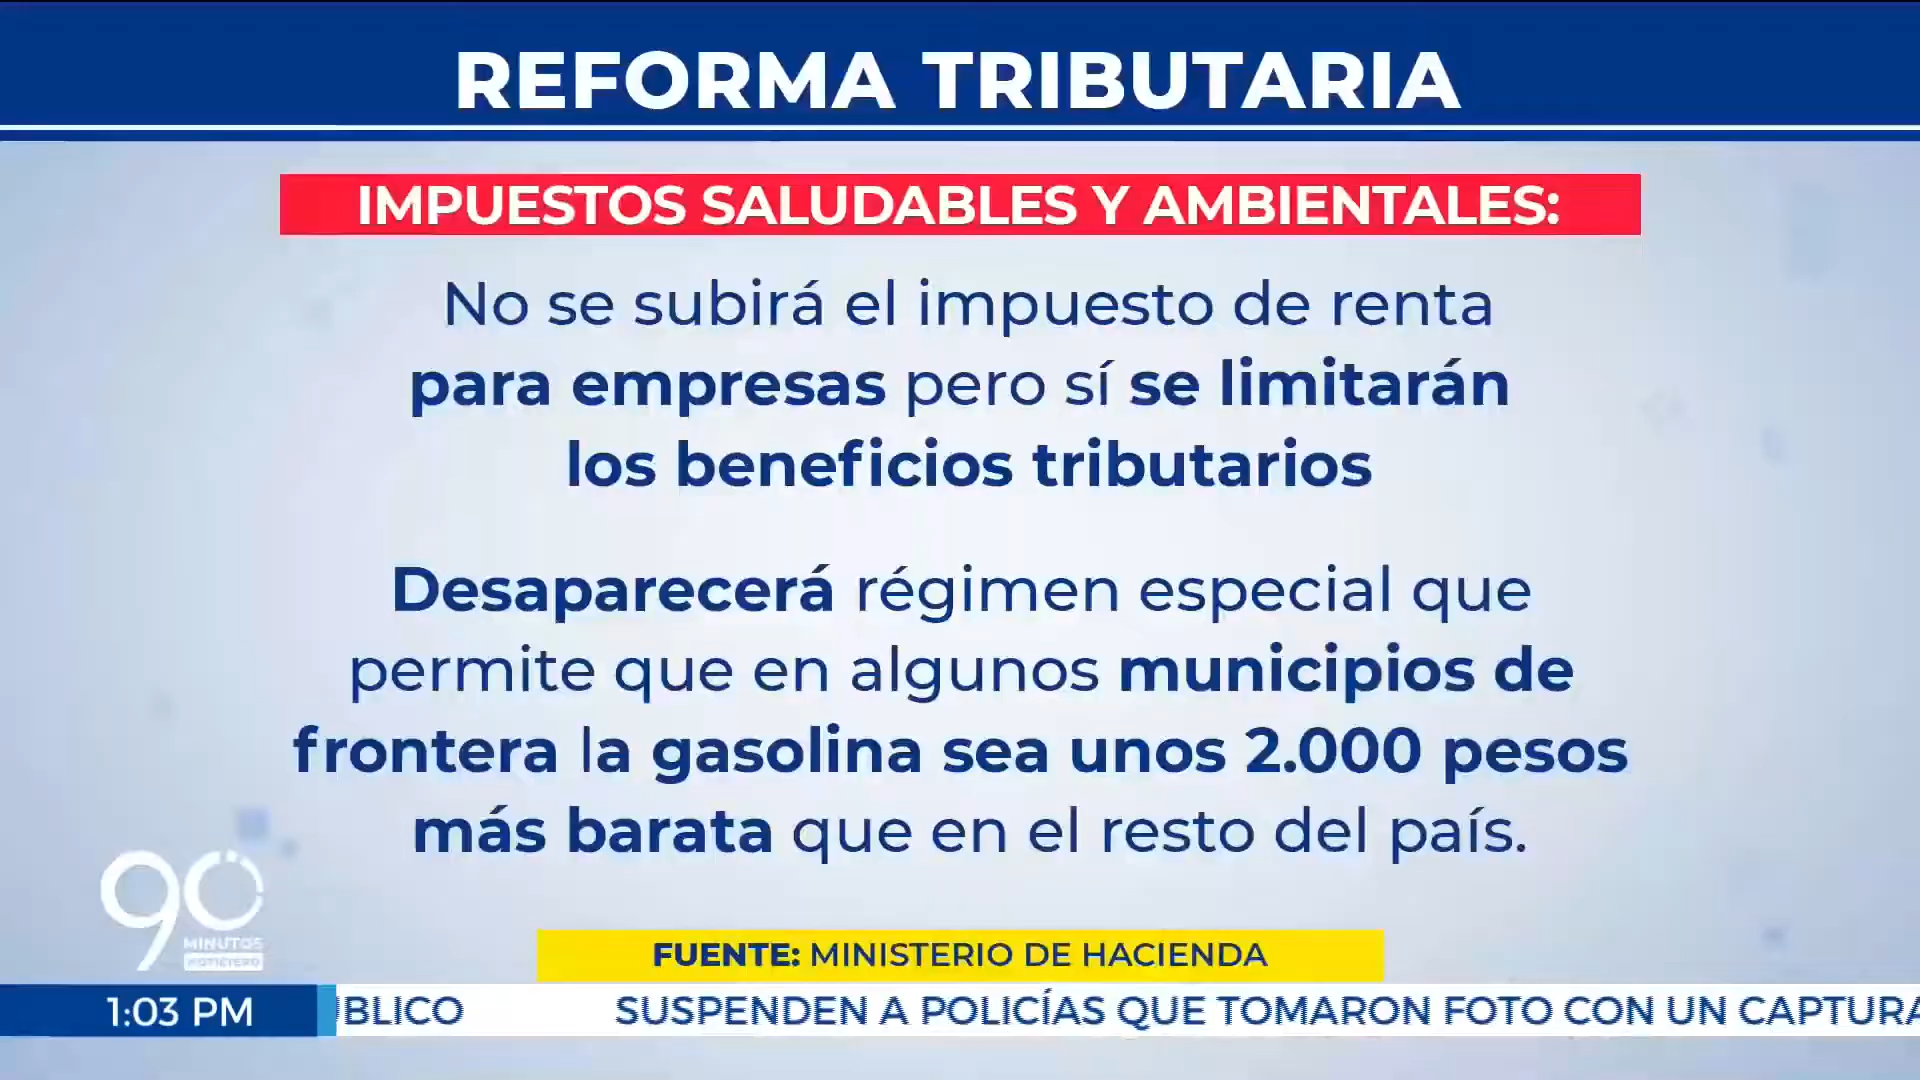 REFORMA TRIBUTARIA
IMPUESTOS SALUDABLES Y AMBIENTALES:
No se subirá el impuesto de renta
para empresas pero sí se limitarán
los beneficios tributarios
Desaparecerá régimen especial que
permite que en algunos municipios de
frontera la gasolina sea unos 2.000 pesos
más barata que en el resto del país.
90
MINUTOS
NOTICIERO
FUENTE: MINISTERIO DE HACIENDA
1:03 PM
BLICO SUSPENDEN A POLICÍAS QUE TOMARON FOTO CON UN CAPTURA